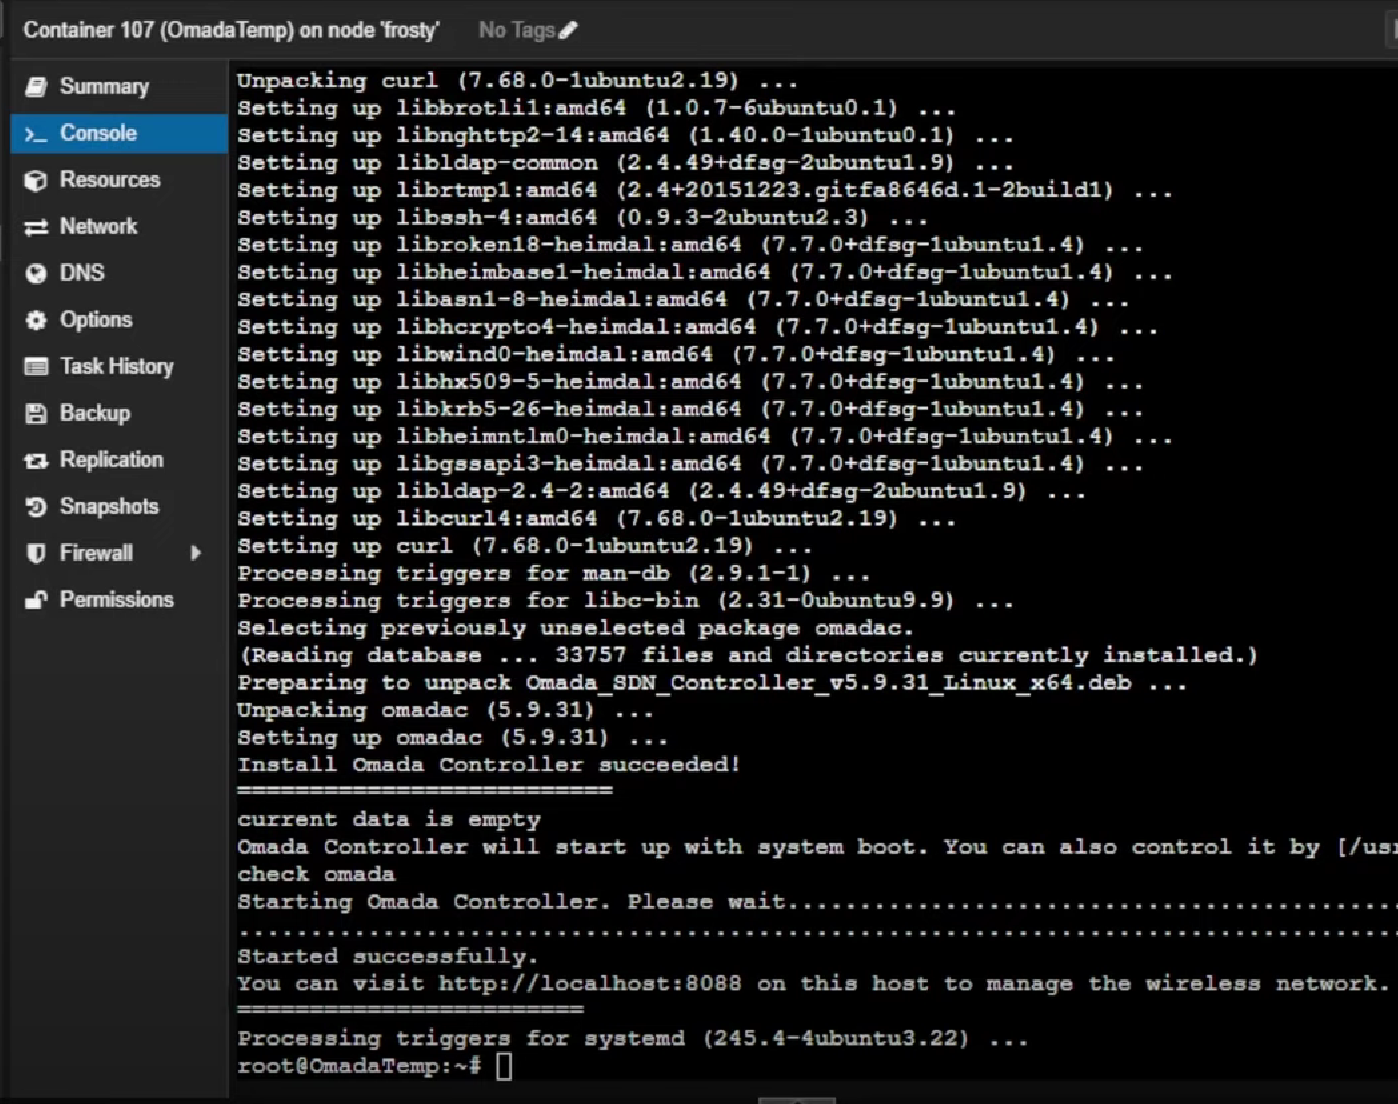 Container 107 (OmadaTemp) on node 'frosty' No Tags
Summary
Console
Resources
Network
DNS
Options
Task History
Backup
Replication
Snapshots
Firewall
Permissions
Unpacking curl (7.68.0-1ubuntu2.19) ...
Setting up libbrotli1:amd64 (1.0.7-6ubuntu0.1) ...
Setting up libnghttp2-14:amd64 (1.40.0-1ubuntu0.1) ...
Setting up libldap-common (2.4.49+dfsg-2ubuntu1.9) ...
Setting up librtmp1:amd64 (2.4+20151223.gitfa8646d.1-2build1) ...
Setting up libssh-4:amd64 (0.9.3-2ubuntu2.3) ...
Setting up libroken18-heimdal:amd64 (7.7.0+dfsg-1ubuntu1.4) ...
Setting up libheimbase1-heimdal:amd64 (7.7.0+dfsg-1ubuntu1.4) ...
Setting up libasn1-8-heimdal:amd64 (7.7.0+dfsg-1ubuntu1.4) ...
Setting up libhcrypto4-heimdal:amd64 (7.7.0+dfsg-1ubuntu1.4) ...
Setting up libwind0-heimdal:amd64 (7.7.0+dfsg-1ubuntu1.4) ...
Setting up libhx509-5-heimdal:amd64 (7.7.0+dfsg-1ubuntu1.4) ...
Setting up libkrb5-26-heimdal:amd64 (7.7.0+dfsg-1ubuntu1.4) ...
Setting up libheimntlm0-heimdal:amd64 (7.7.0+dfsg-1ubuntu1.4) ...
Setting up libgssapi3-heimdal:amd64 (7.7.0+dfsg-1ubuntu1.4) ...
Setting up libldap-2.4-2:amd64 (2.4.49+dfsg-2ubuntu1.9) ...
Setting up libcurl4:amd64 (7.68.0-1ubuntu2.19) ...
Setting up curl (7.68.0-1ubuntu2.19) ...
Processing triggers for man-db (2.9.1-1) ...
Processing triggers for libc-bin (2.31-0ubuntu9.9) ...
Selecting previously unselected package omadac.
(Reading database ... 33757 files and directories currently installed.)
Preparing to unpack Omada_SDN_Controller_v5.9.31_Linux_x64.deb ...
Unpacking omadac (5.9.31) ...
Setting up omadac (5.9.31) ...
Install Omada Controller succeeded!
==========================
current data is empty
Omada Controller will start up with system boot. You can also control it by [/usr
check omada
Starting Omada Controller. Please wait..........................................
................................................................................
Started successfully.
You can visit http://localhost:8088 on this host to manage the wireless network.
========================
Processing triggers for systemd (245.4-4ubuntu3.22) ...
root@OmadaTemp:~#